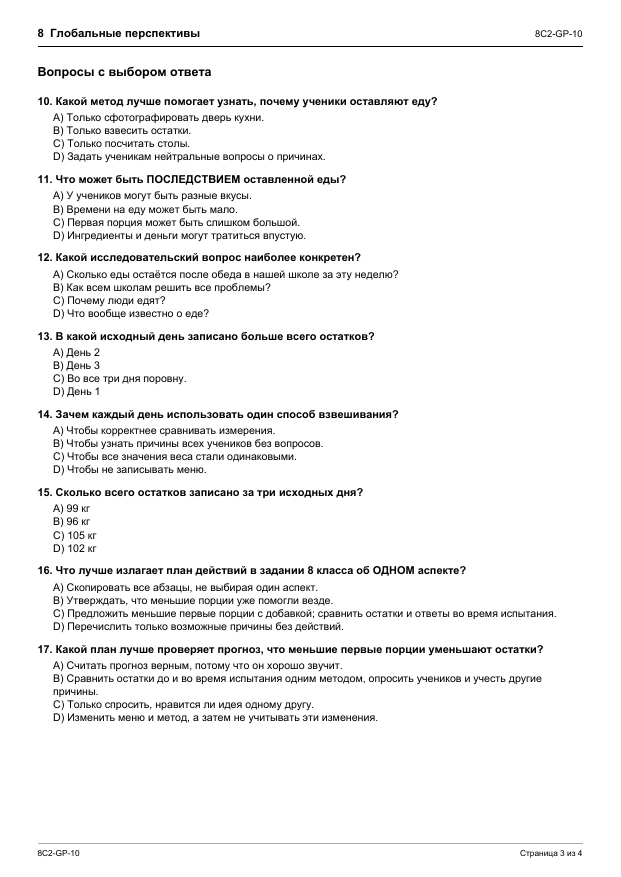 8 Глобальные перспективы
8C2-GP-10
Вопросы с выбором ответа
10. Какой метод лучше помогает узнать, почему ученики оставляют еду?
A) Только сфотографировать дверь кухни.
B) Только взвесить остатки.
C) Только посчитать столы.
D) Задать ученикам нейтральные вопросы о причинах.
11. Что может быть ПОСЛЕДСТВИЕМ оставленной еды?
A) У учеников могут быть разные вкусы.
B) Времени на еду может быть мало.
C) Первая порция может быть слишком большой.
D) Ингредиенты и деньги могут тратиться впустую.
12. Какой исследовательский вопрос наиболее конкретен?
A) Сколько еды остаётся после обеда в нашей школе за эту неделю?
B) Как всем школам решить все проблемы?
C) Почему люди едят?
D) Что вообще известно о еде?
13. В какой исходный день записано больше всего остатков?
A) День 2
B) День 3
C) Во все три дня поровну.
D) День 1
14. Зачем каждый день использовать один способ взвешивания?
A) Чтобы корректнее сравнивать измерения.
B) Чтобы узнать причины всех учеников без вопросов.
C) Чтобы все значения веса стали одинаковыми.
D) Чтобы не записывать меню.
15. Сколько всего остатков записано за три исходных дня?
A) 99 кг
B) 96 кг
C) 105 кг
D) 102 кг
16. Что лучше излагает план действий в задании 8 класса об ОДНОМ аспекте?
A) Скопировать все абзацы, не выбирая один аспект.
B) Утверждать, что меньшие порции уже помогли везде.
C) Предложить меньшие первые порции с добавкой; сравнить остатки и ответы во время испытания.
D) Перечислить только возможные причины без действий.
17. Какой план лучше проверяет прогноз, что меньшие первые порции уменьшают остатки?
A) Считать прогноз верным, потому что он хорошо звучит.
B) Сравнить остатки до и во время испытания одним методом, опросить учеников и учесть другие
причины.
C) Только спросить, нравится ли идея одному другу.
D) Изменить меню и метод, а затем не учитывать эти изменения.
8C2-GP-10
Страница 3 из 4